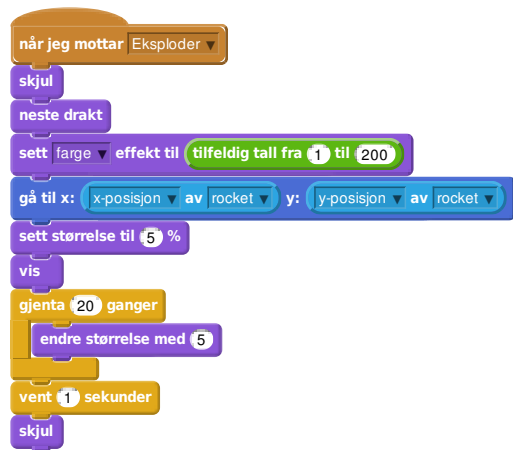 når jeg mottar Eksploder
skjul
neste drakt
sett farge effekt til tilfeldig tall fra 1 til 200
gå til x: x-posisjon av rocket y: y-posisjon av rocket
sett størrelse til 5 %
vis
gjenta 20 ganger
endre størrelse med 5
vent 1 sekunder
skjul